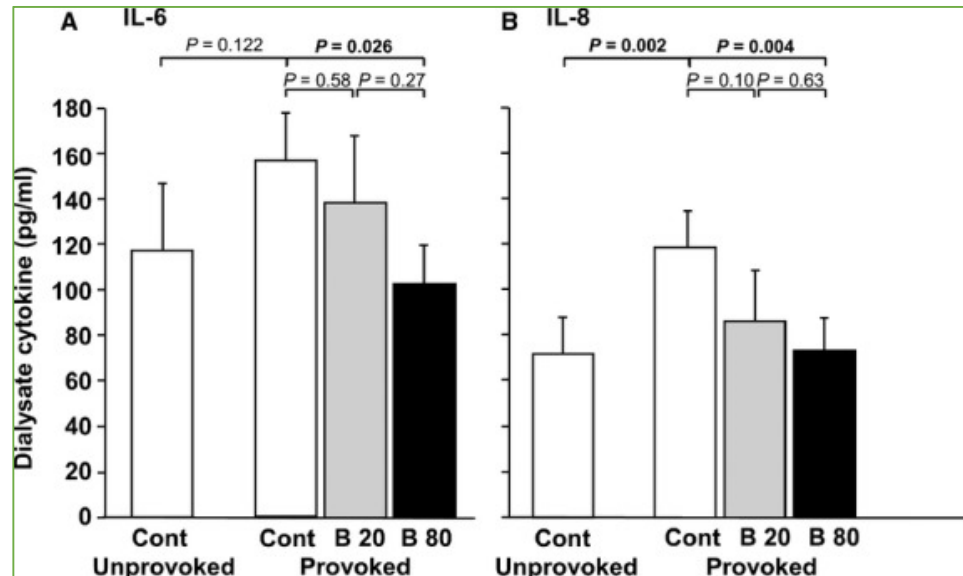 A IL-6
P = 0.122 P = 0.026
P = 0.58 P = 0.27
180
160
140
120
100
80
60
40
20
0
Dialysate cytokine (pg/ml)
Cont Cont B 20 B 80
Unprovoked Provoked
B IL-8
P = 0.002 P = 0.004
P = 0.10 P = 0.63
Cont Cont B 20 B 80
Unprovoked Provoked